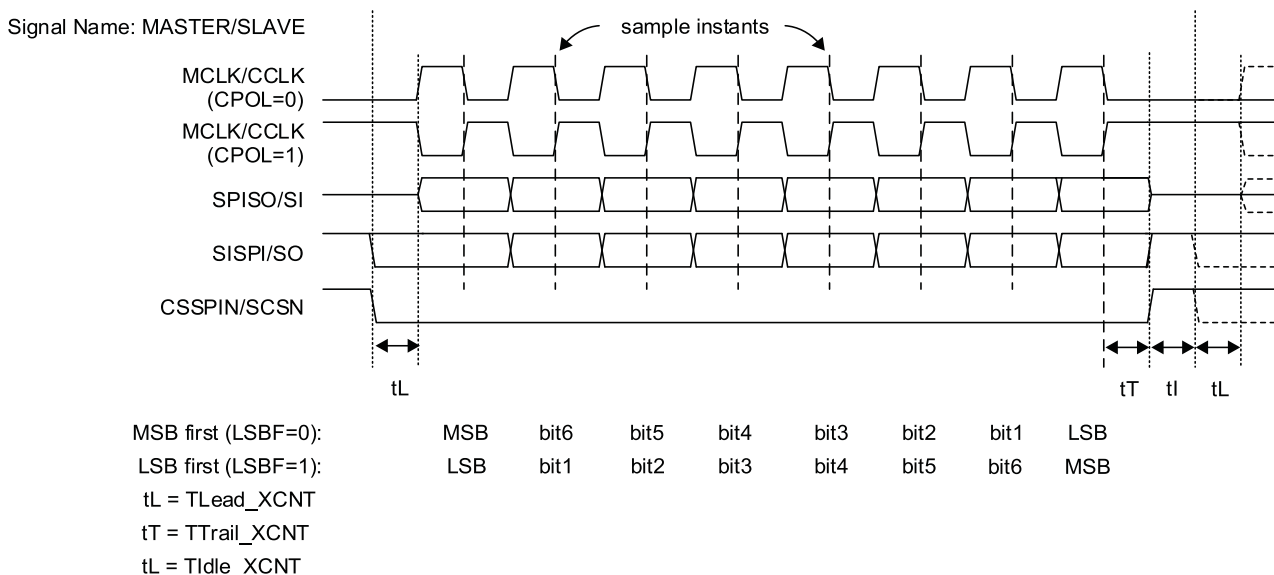 Signal Name: MASTER/SLAVE
sample instants
MCLK/CCLK
(CPOL=0)
MCLK/CCLK
(CPOL=1)
SPISO/SI
SISPI/SO
CSSPIN/SCSN
tL tT tI tL
MSB first (LSBF=0): MSB bit6 bit5 bit4 bit3 bit2 bit1 LSB
LSB first (LSBF=1): LSB bit1 bit2 bit3 bit4 bit5 bit6 MSB
tL = TLead_XCNT
tT = TTrail_XCNT
tL = TIdle_XCNT